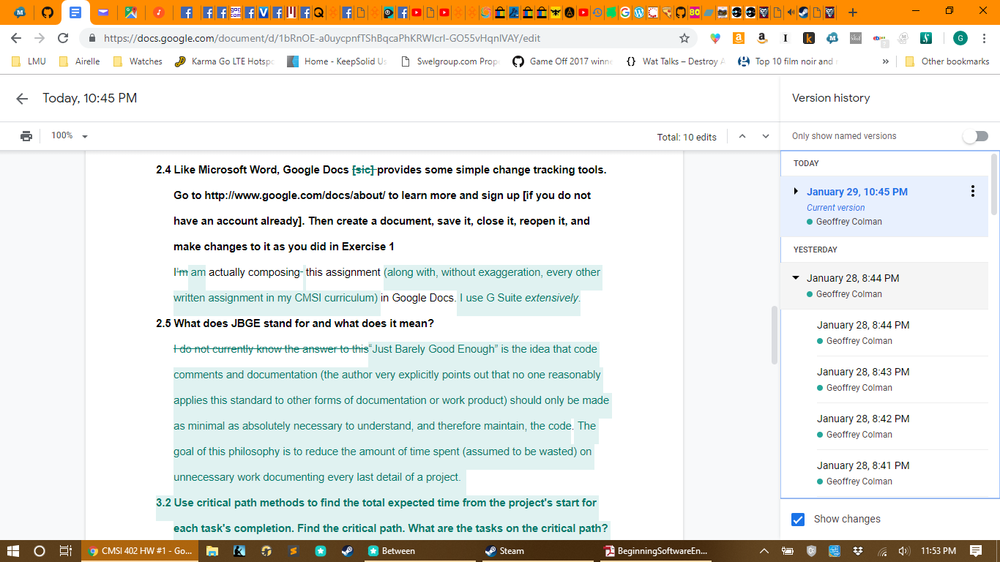 https://docs.google.com/document/d/1bRnOE-a0uycpnfTShBqcaPhKRWIcrI-GO55vHqnIVAY/edit
LMU Airelle Watches Karma Go LTE Hotspo Home - KeepSolid Us Swelgroup.com Prop Game Off 2017 winne {} Wat Talks – Destroy A Top 10 film noir and » Other bookmarks
Today, 10:45 PM
Version history
100%
Total: 10 edits
Only show named versions
2.4 Like Microsoft Word, Google Docs [sic] provides some simple change tracking tools.
Go to http://www.google.com/docs/about/ to learn more and sign up [if you do not
have an account already]. Then create a document, save it, close it, reopen it, and
make changes to it as you did in Exercise 1
I'm am actually composing- this assignment (along with, without exaggeration, every other
written assignment in my CMSI curriculum) in Google Docs. I use G Suite extensively.
2.5 What does JBGE stand for and what does it mean?
I do not currently know the answer to this“Just Barely Good Enough” is the idea that code
comments and documentation (the author very explicitly points out that no one reasonably
applies this standard to other forms of documentation or work product) should only be made
as minimal as absolutely necessary to understand, and therefore maintain, the code. The
goal of this philosophy is to reduce the amount of time spent (assumed to be wasted) on
unnecessary work documenting every last detail of a project.
3.2 Use critical path methods to find the total expected time from the project's start for
each task's completion. Find the critical path. What are the tasks on the critical path?
TODAY
January 29, 10:45 PM
Current version
Geoffrey Colman
YESTERDAY
January 28, 8:44 PM
Geoffrey Colman
January 28, 8:44 PM
Geoffrey Colman
January 28, 8:43 PM
Geoffrey Colman
January 28, 8:42 PM
Geoffrey Colman
January 28, 8:41 PM
Geoffrey Colman
Show changes
CMSI 402 HW #1 - Go... Between Steam BeginningSoftwareEn... 11:53 PM